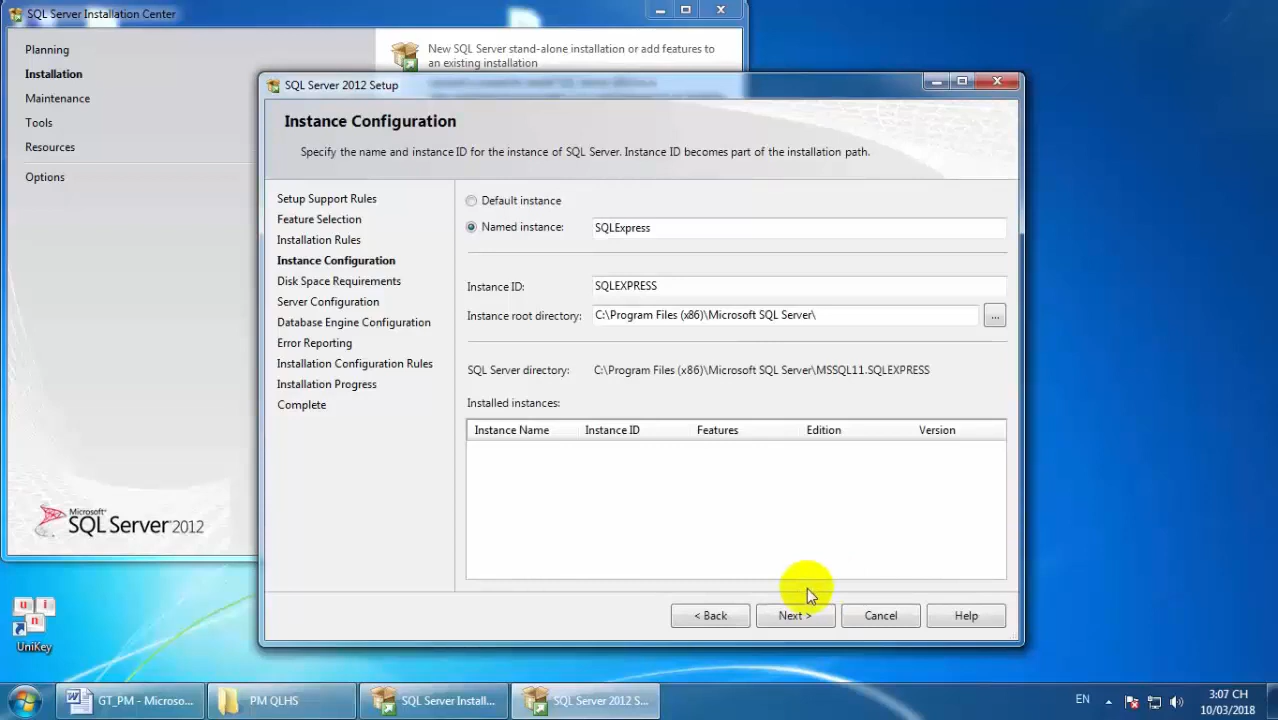 SQL Server Installation Center
Planning
Installation
Maintenance
Tools
Resources
Options
New SQL Server stand-alone installation or add features to
an existing installation
Microsoft®
SQL Server 2012
SQL Server 2012 Setup
Instance Configuration
Specify the name and instance ID for the instance of SQL Server. Instance ID becomes part of the installation path.
Setup Support Rules
Feature Selection
Installation Rules
Instance Configuration
Disk Space Requirements
Server Configuration
Database Engine Configuration
Error Reporting
Installation Configuration Rules
Installation Progress
Complete
Default instance
Named instance: SQLExpress
Instance ID: SQLEXPRESS
Instance root directory: C:\Program Files (x86)\Microsoft SQL Server\ ...
SQL Server directory: C:\Program Files (x86)\Microsoft SQL Server\MSSQL11.SQLEXPRESS
Installed instances:
Instance Name Instance ID Features Edition Version
< Back Next > Cancel Help
u i
n
UniKey
GT_PM - Microso... PM QLHS SQL Server Install... SQL Server 2012 S... EN 3:07 CH
10/03/2018